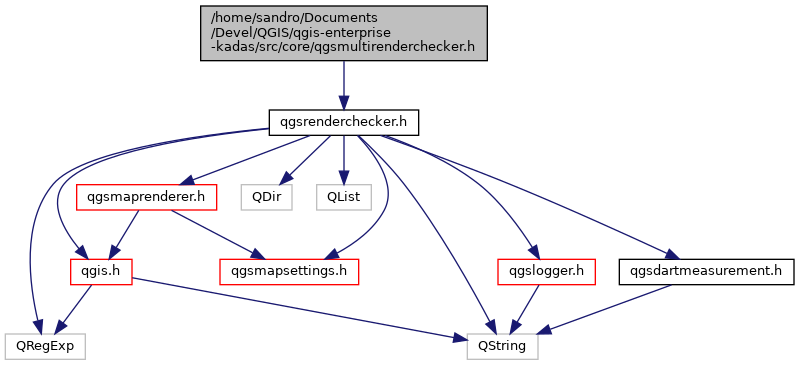 /home/sandro/Documents
/Devel/QGIS/qgis-enterprise
-kadas/src/core/qgsmultirenderchecker.h
qgsrenderchecker.h
qgsmaprenderer.h
QDir
QList
qgis.h
qgsmapsettings.h
qgslogger.h
qgsdartmeasurement.h
QRegExp
QString